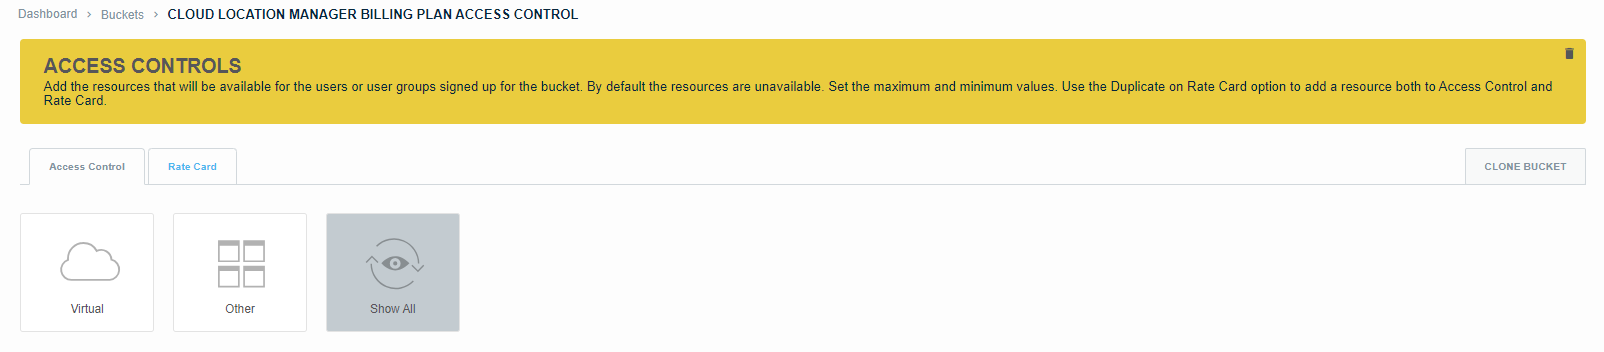 Dashboard › Buckets › CLOUD LOCATION MANAGER BILLING PLAN ACCESS CONTROL
ACCESS CONTROLS
Add the resources that will be available for the users or user groups signed up for the bucket. By default the resources are unavailable. Set the maximum and minimum values. Use the Duplicate on Rate Card option to add a resource both to Access Control and
Rate Card.
Access Control
Rate Card
CLONE BUCKET
Virtual
Other
Show All